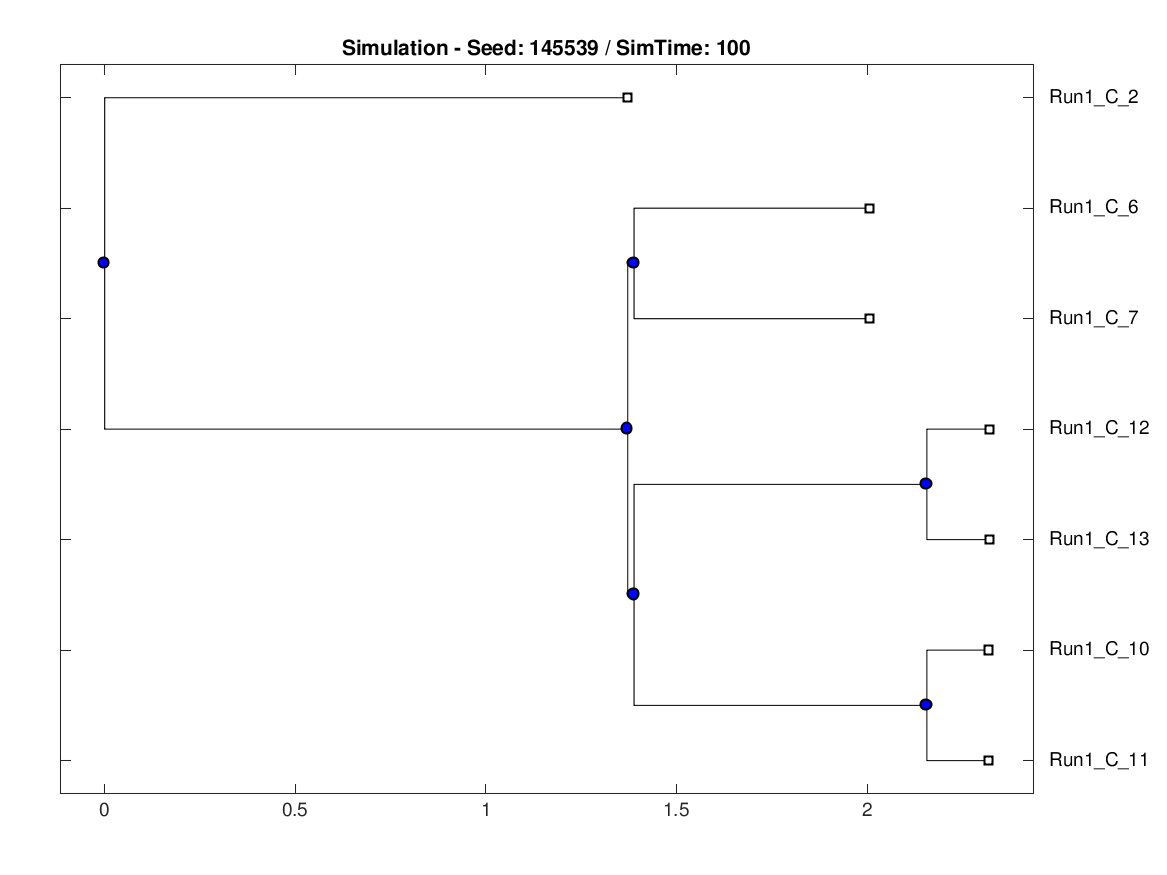 Simulation - Seed: 145539 / SimTime: 100
Run1_C_2
Run1_C_6
Run1_C_7
Run1_C_12
Run1_C_13
Run1_C_10
Run1_C_11
0 0.5 1 1.5 2